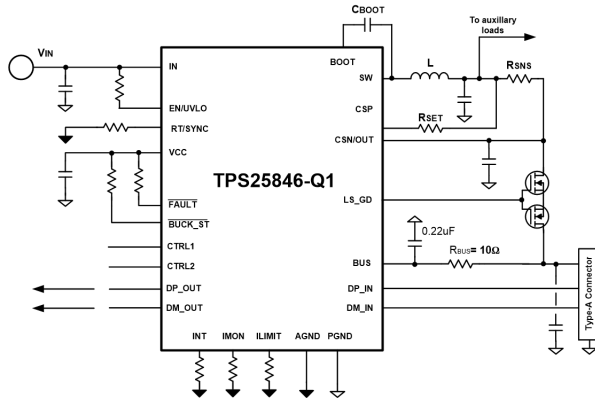 CBOOT
To auxillary
loads
VIN
IN
BOOT
L
RSNS
SW
EN/UVLO
CSP
RT/SYNC
RSET
CSN/OUT
VCC
TPS25846-Q1
FAULT
LS_GD
BUCK_ST
0.22uF
CTRL1
RBUS= 10Ω
CTRL2
BUS
DP_OUT
DP_IN
DM_OUT
DM_IN
Type-A Connector
INT
IMON
ILIMIT
AGND
PGND